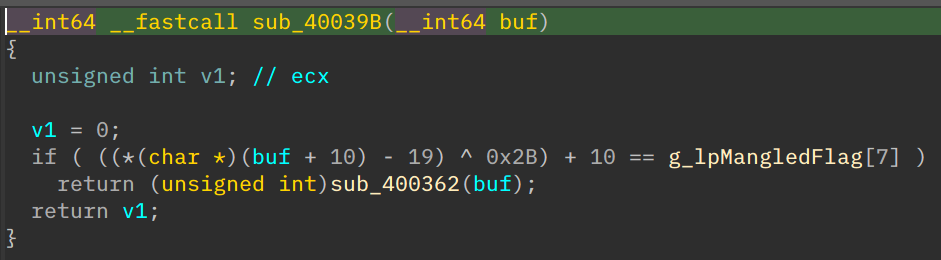 __int64 __fastcall sub_40039B(__int64 buf)
{
  unsigned int v1; // ecx

  v1 = 0;
  if ( ((*(char *)(buf + 10) - 19) ^ 0x2B) + 10 == g_lpMangledFlag[7] )
    return (unsigned int)sub_400362(buf);
  return v1;
}